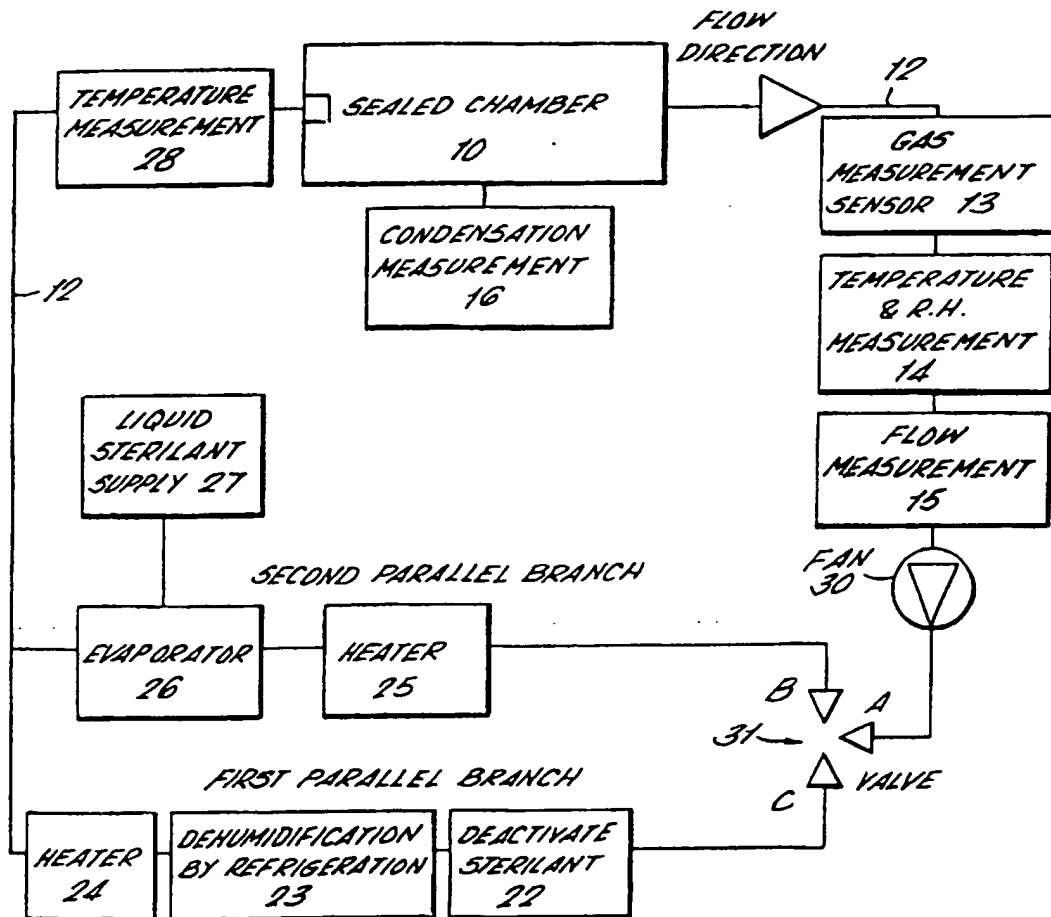 FLOW
DIRECTION
12
TEMPERATURE
MEASUREMENT
28
SEALED CHAMBER
10
GAS
MEASUREMENT
SENSOR 13
CONDENSATION
MEASUREMENT
16
12
TEMPERATURE
& R.H.
MEASUREMENT
14
LIQUID
STERILANT
SUPPLY 27
FLOW
MEASUREMENT
15
SECOND PARALLEL BRANCH
FAN
30
EVAPORATOR
26
HEATER
25
B
A
31
FIRST PARALLEL BRANCH
C
VALVE
HEATER
24
DEHUMIDIFICATION
BY REFRIGERATION
23
DEACTIVATE
STERILANT
22